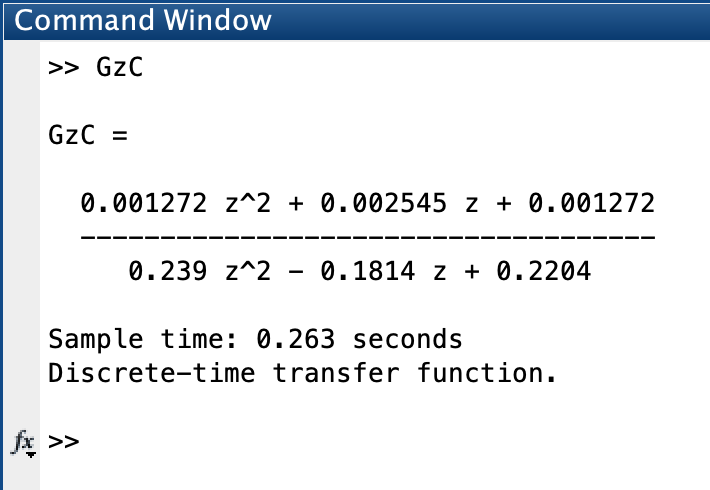 Command Window
>> GzC
GzC =
0.001272 z^2 + 0.002545 z + 0.001272
------------------------------------
0.239 z^2 - 0.1814 z + 0.2204
Sample time: 0.263 seconds
Discrete-time transfer function.
fx >>